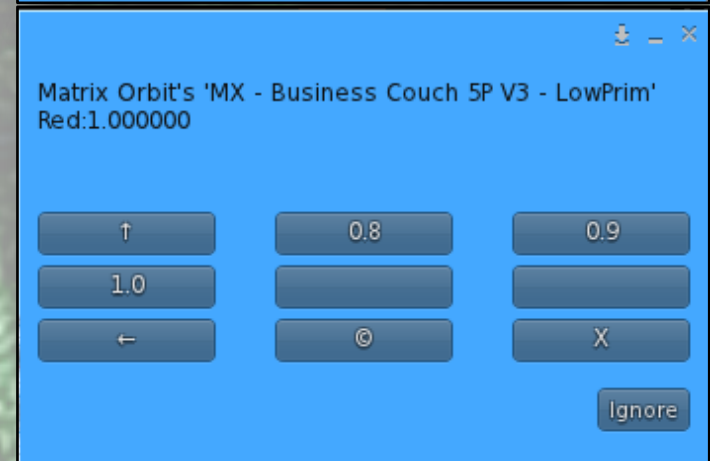 Matrix Orbit's 'MX - Business Couch 5P V3 - LowPrim'
Red:1.000000
↑ 0.8 0.9
1.0
← © X
Ignore